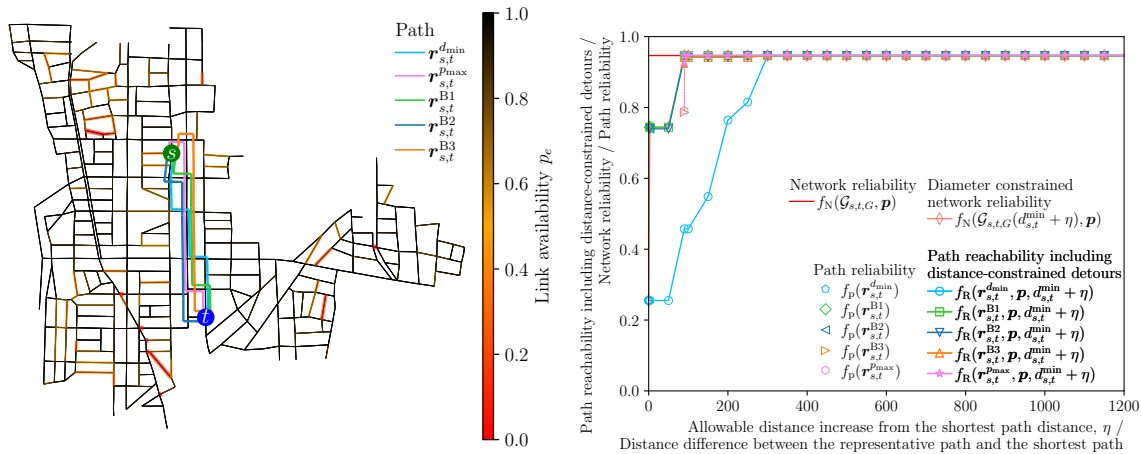 Path
r_{s,t}^{d_min}
r_{s,t}^{p_max}
r_{s,t}^{B1}
r_{s,t}^{B2}
r_{s,t}^{B3}
s
t
1.0
0.8
0.6
0.4
0.2
0.0
Link availability p_e
Path reachability including distance-constrained detours /
Network reliability / Path reliability
1.0
0.8
0.6
0.4
0.2
0.0
Network reliability
f_N(𝒢_{s,t,G}, p)
Diameter constrained
network reliability
f_N(𝒢_{s,t,G}(d_{s,t}^{min} + η), p)
Path reliability
f_p(r_{s,t}^{d_min})
f_p(r_{s,t}^{B1})
f_p(r_{s,t}^{B2})
f_p(r_{s,t}^{B3})
f_p(r_{s,t}^{p_max})
Path reachability including
distance-constrained detours
f_R(r_{s,t}^{d_min}, p, d_{s,t}^{min} + η)
f_R(r_{s,t}^{B1}, p, d_{s,t}^{min} + η)
f_R(r_{s,t}^{B2}, p, d_{s,t}^{min} + η)
f_R(r_{s,t}^{B3}, p, d_{s,t}^{min} + η)
f_R(r_{s,t}^{p_max}, p, d_{s,t}^{min} + η)
0 200 400 600 800 1000 1200
Allowable distance increase from the shortest path distance, η /
Distance difference between the representative path and the shortest path